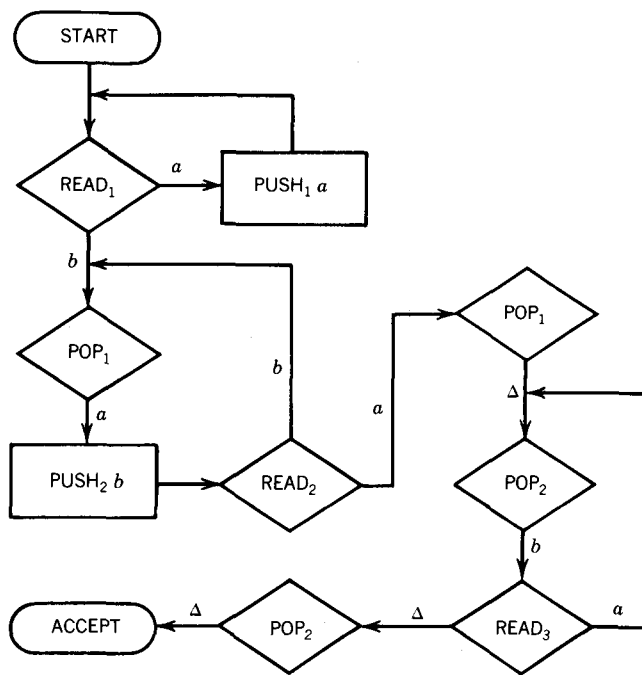 START
READ₁
a
PUSH₁ a
b
POP₁
a
PUSH₂ b
b
READ₂
a
POP₁
Δ
POP₂
b
READ₃
a
Δ
POP₂
Δ
ACCEPT